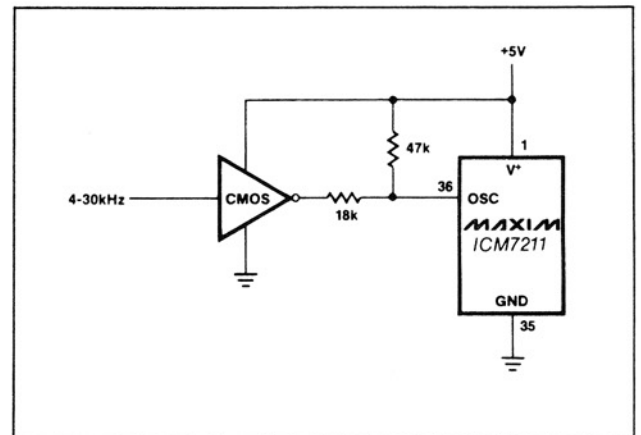 +5V
47k
1
V+
4-30kHz
CMOS
18k
36
OSC
MAXIM
ICM7211
GND
35